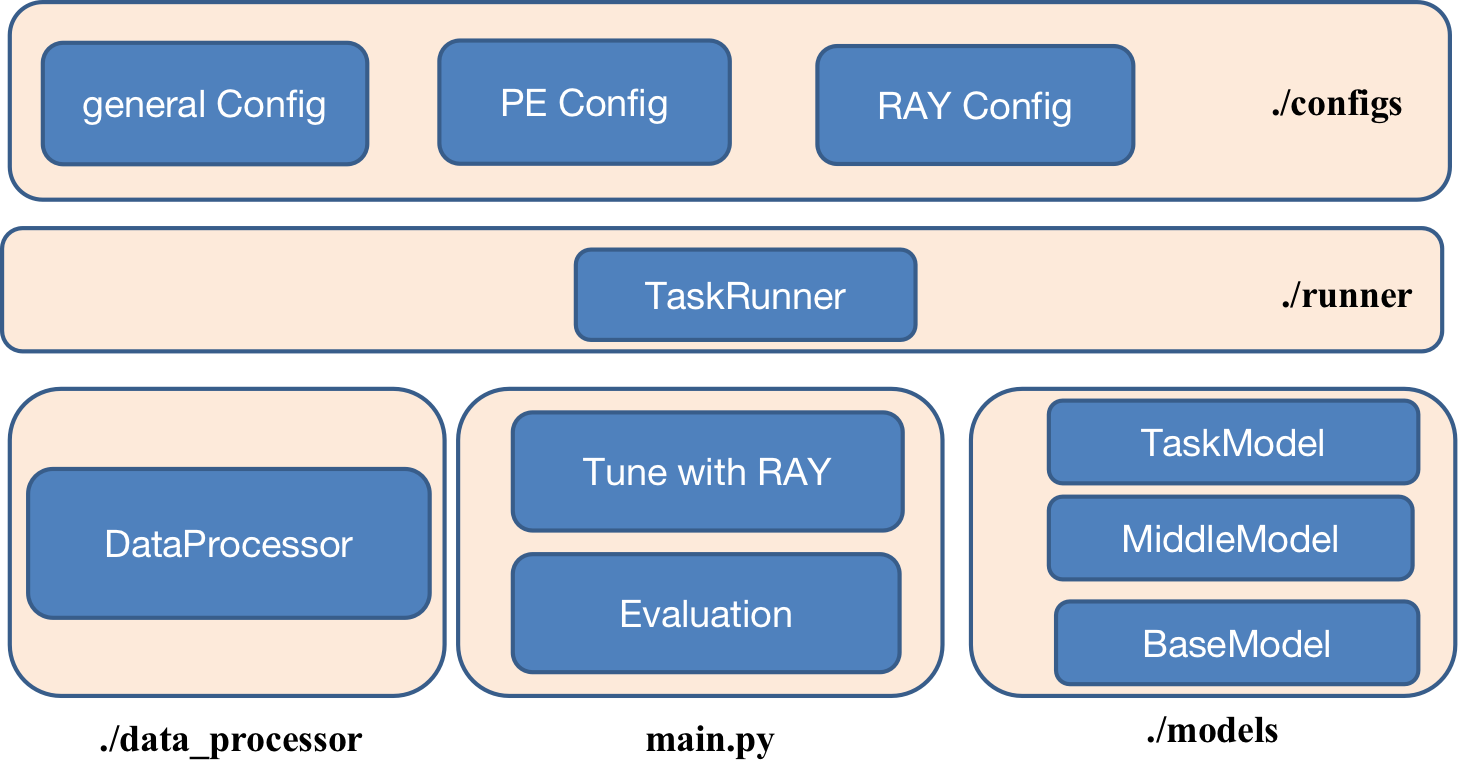 general Config
PE Config
RAY Config
./configs
TaskRunner
./runner
DataProcessor
./data_processor
Tune with RAY
Evaluation
main.py
TaskModel
MiddleModel
BaseModel
./models